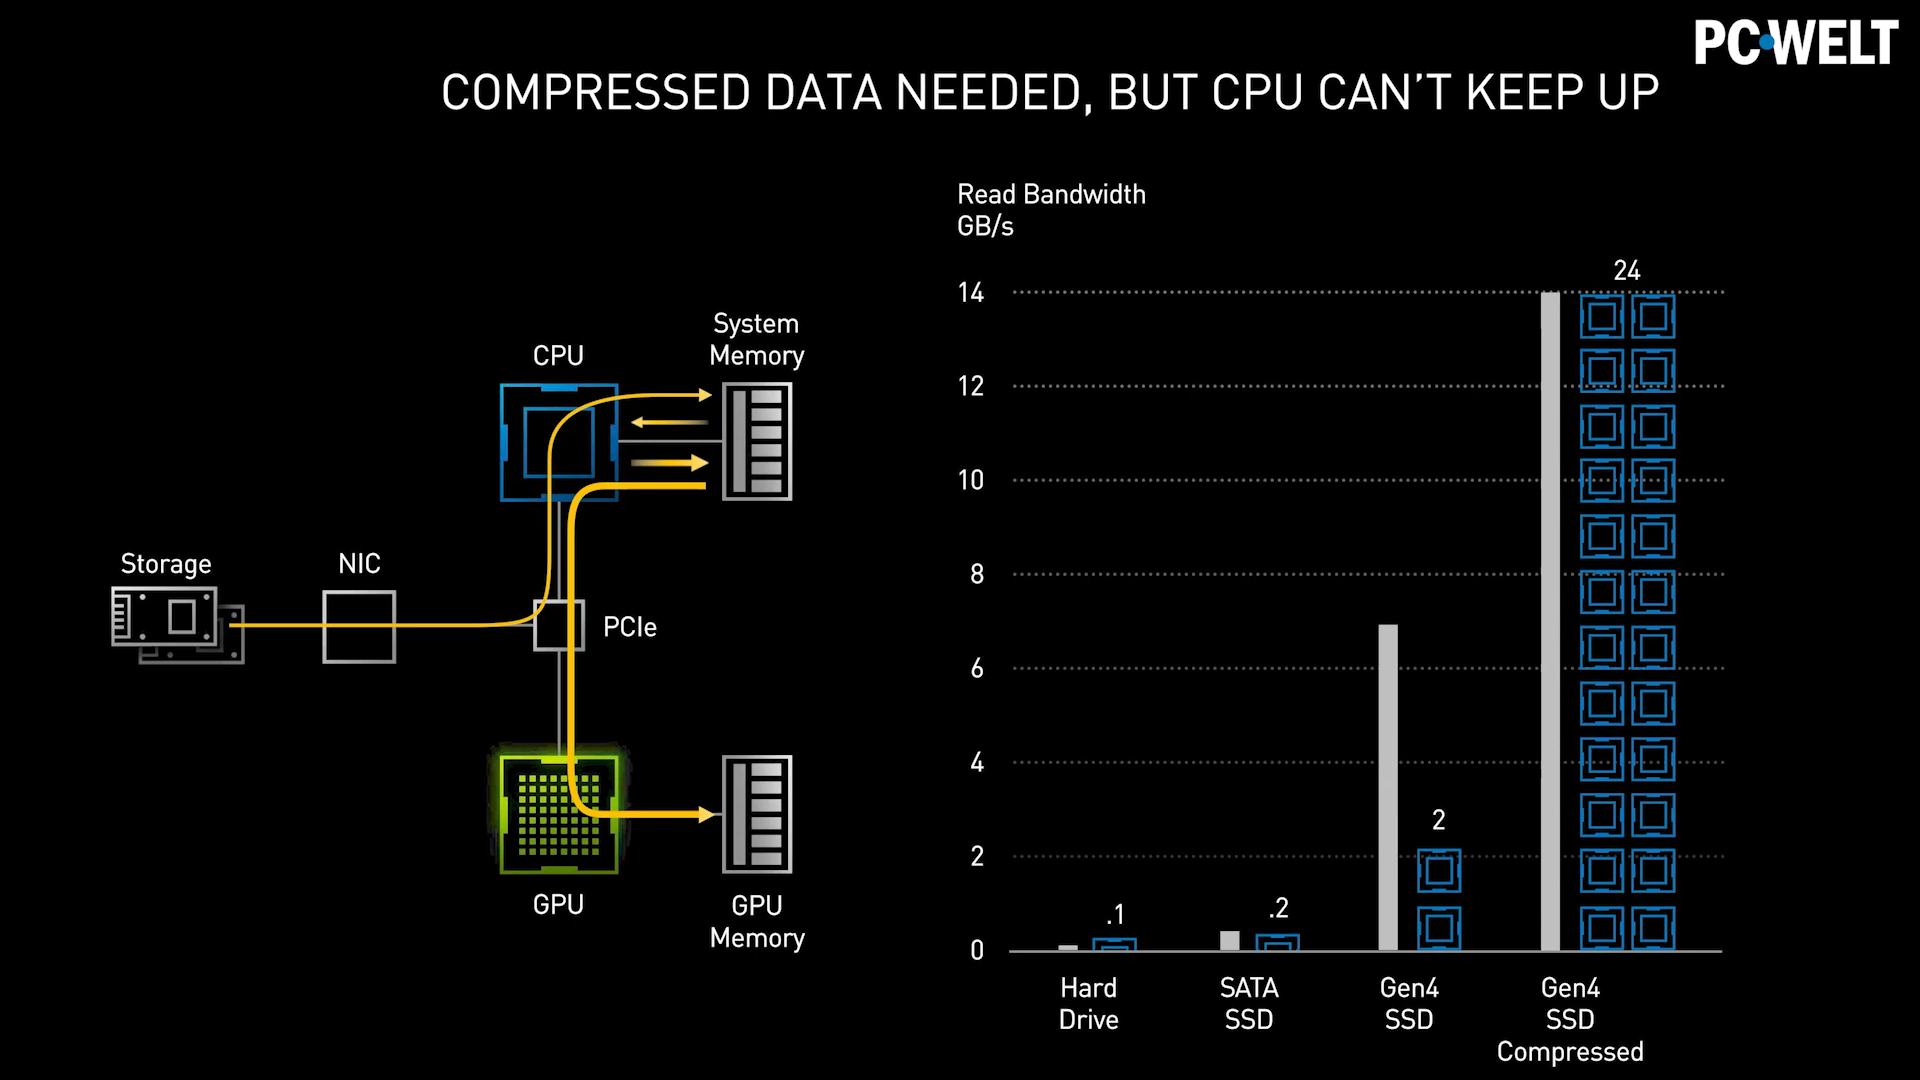 PC WELT
COMPRESSED DATA NEEDED, BUT CPU CAN'T KEEP UP
System
Memory
CPU
Storage
NIC
PCIe
GPU
GPU
Memory
Read Bandwidth
GB/s
24
14
12
10
8
6
4
2
2
.1
.2
0
Hard
Drive
SATA
SSD
Gen4
SSD
Gen4
SSD
Compressed